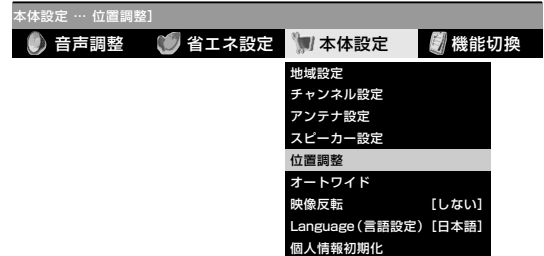 本体設定 … 位置調整]
音声調整 省エネ設定 本体設定 機能切換
地域設定
チャンネル設定
アンテナ設定
スピーカー設定
位置調整
オートワイド
映像反転 [しない]
Language(言語設定) [日本語]
個人情報初期化